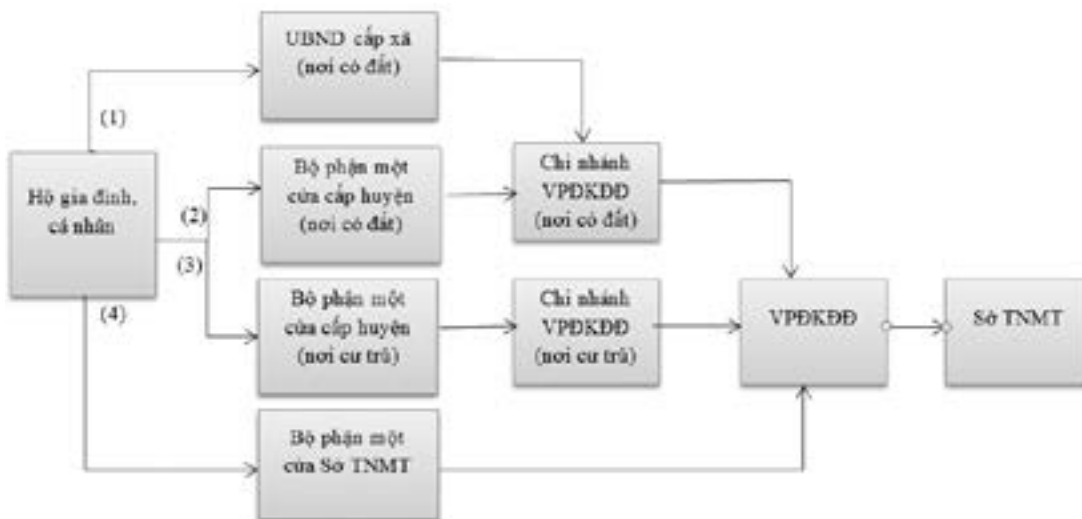 UBND cấp xã
(nơi có đất)
(1)
Hộ gia đình,
cá nhân
(2)
(3)
(4)
Bộ phận một
cửa cấp huyện
(nơi có đất)
Chi nhánh
VPĐKĐĐ
(nơi có đất)
Bộ phận một
cửa cấp huyện
(nơi cư trú)
Chi nhánh
VPĐKĐĐ
(nơi cư trú)
VPĐKĐĐ
Sở TNMT
Bộ phận một
cửa Sở TNMT